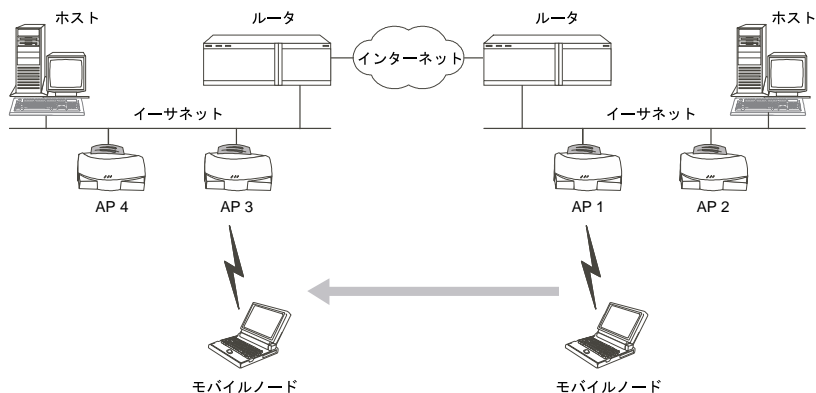 ホスト
ルータ
インターネット
ルータ
ホスト
イーサネット
イーサネット
AP 4
AP 3
AP 1
AP 2
モバイルノード
モバイルノード